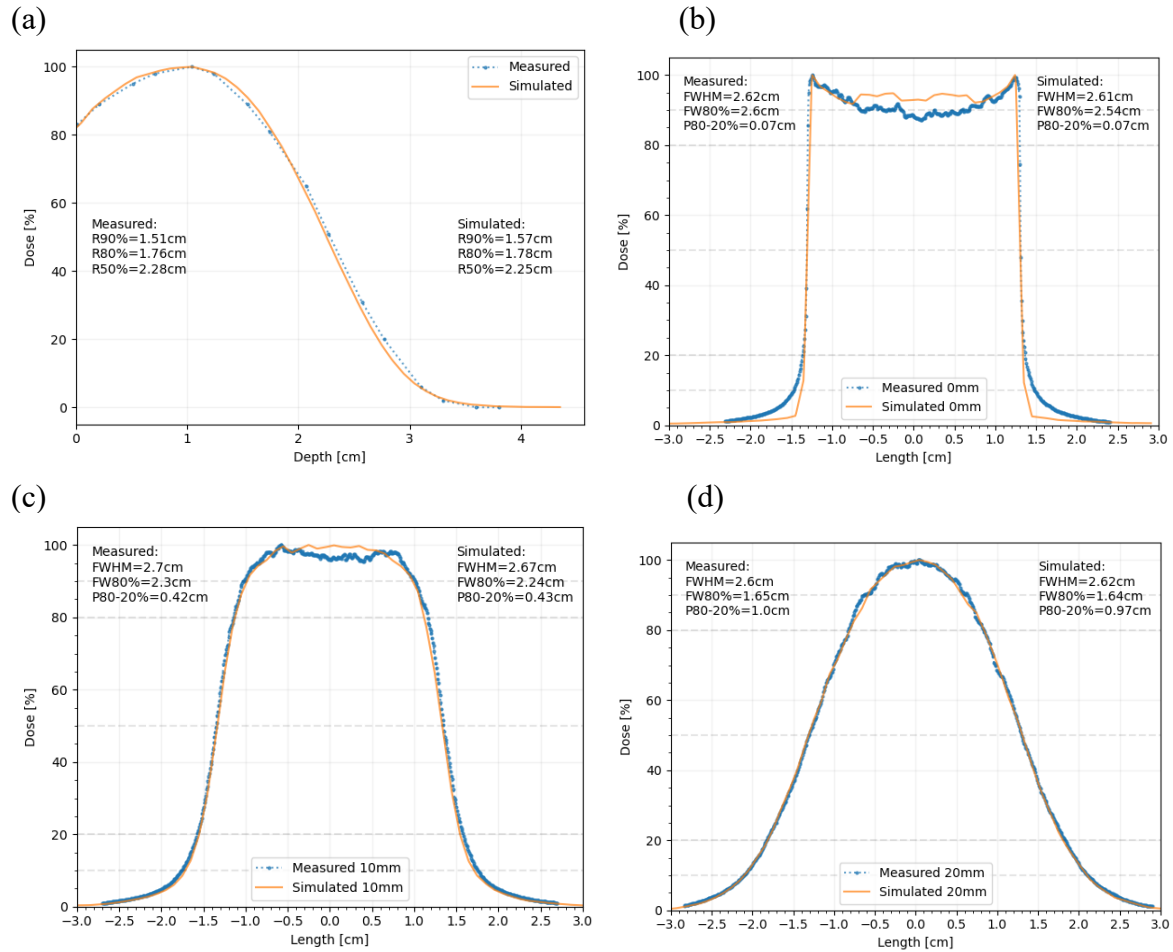 (a)
100
80
60
40
20
0
Dose [%]
Measured
Simulated
Measured:
R90%=1.51cm
R80%=1.76cm
R50%=2.28cm
Simulated:
R90%=1.57cm
R80%=1.78cm
R50%=2.25cm
0 1 2 3 4
Depth [cm]
(b)
100
80
60
40
20
0
Dose [%]
Measured:
FWHM=2.62cm
FW80%=2.6cm
P80-20%=0.07cm
Simulated:
FWHM=2.61cm
FW80%=2.54cm
P80-20%=0.07cm
Measured 0mm
Simulated 0mm
−3.0 −2.5 −2.0 −1.5 −1.0 −0.5 0.0 0.5 1.0 1.5 2.0 2.5 3.0
Length [cm]
(c)
100
80
60
40
20
0
Dose [%]
Measured:
FWHM=2.7cm
FW80%=2.3cm
P80-20%=0.42cm
Simulated:
FWHM=2.67cm
FW80%=2.24cm
P80-20%=0.43cm
Measured 10mm
Simulated 10mm
−3.0 −2.5 −2.0 −1.5 −1.0 −0.5 0.0 0.5 1.0 1.5 2.0 2.5 3.0
Length [cm]
(d)
100
80
60
40
20
0
Dose [%]
Measured:
FWHM=2.6cm
FW80%=1.65cm
P80-20%=1.0cm
Simulated:
FWHM=2.62cm
FW80%=1.64cm
P80-20%=0.97cm
Measured 20mm
Simulated 20mm
−3.0 −2.5 −2.0 −1.5 −1.0 −0.5 0.0 0.5 1.0 1.5 2.0 2.5 3.0
Length [cm]